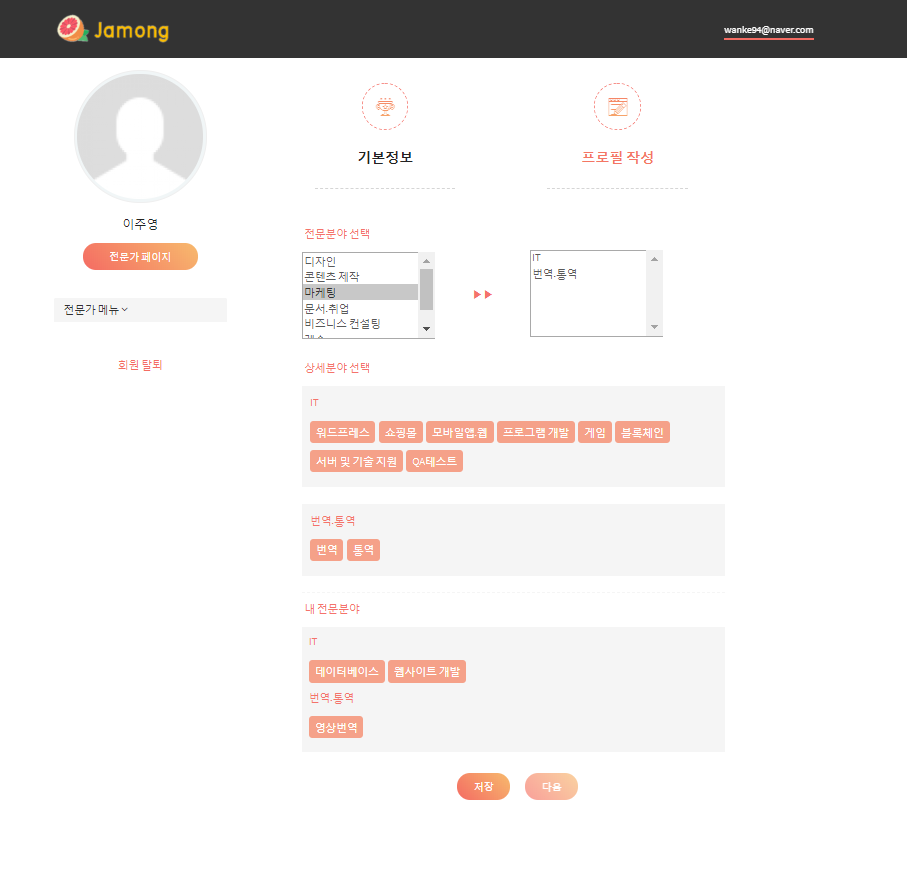 Jamong
wanke94@naver.com
이주영
전문가 페이지
전문가 메뉴
회원 탈퇴
기본정보
프로필 작성
전문분야 선택
디자인
콘텐츠 제작
마케팅
문서.취업
비즈니스 컨설팅
IT
번역.통역
상세분야 선택
IT
워드프레스 쇼핑몰 모바일앱.웹 프로그램 개발 게임 블록체인
서버 및 기술 지원 QA테스트
번역.통역
번역 통역
내 전문분야
IT
데이터베이스 웹사이트 개발
번역.통역
영상번역
저장 다음